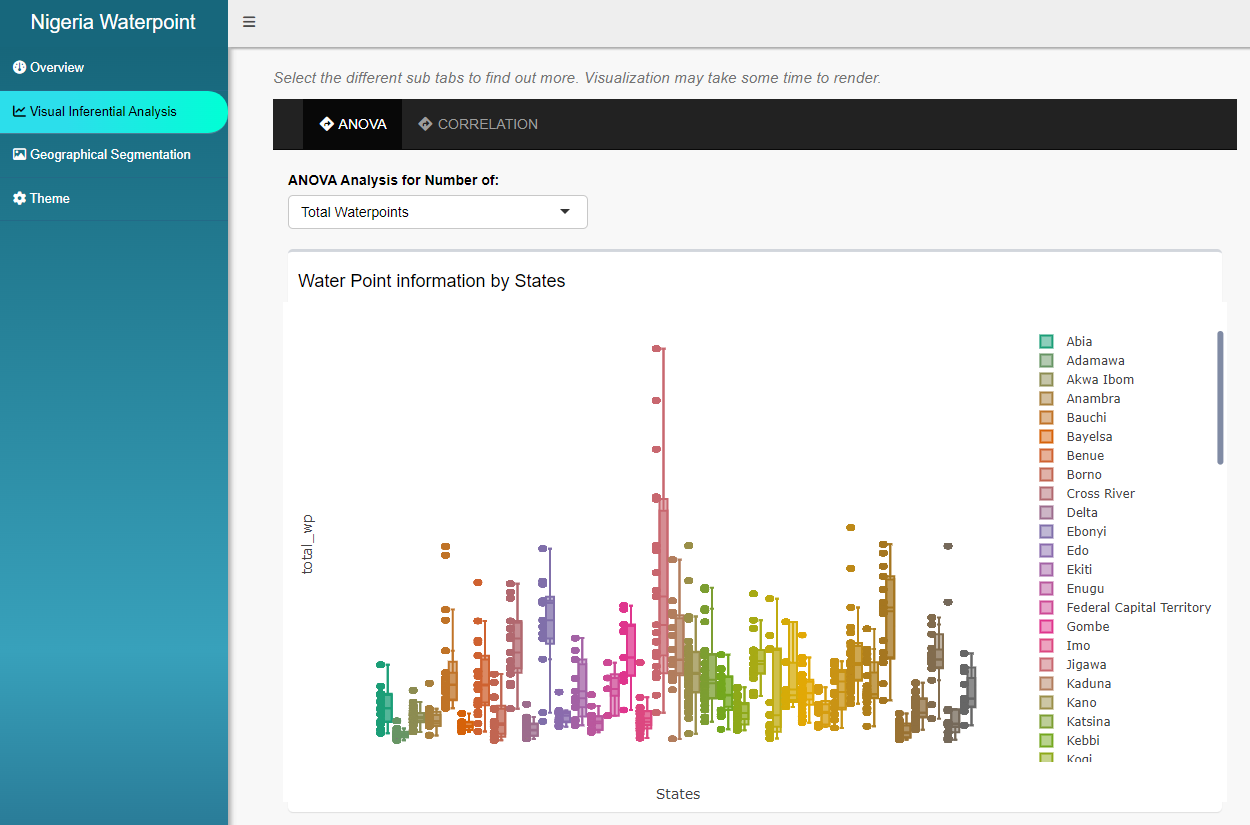 Nigeria Waterpoint
Overview
Visual Inferential Analysis
Geographical Segmentation
Theme
Select the different sub tabs to find out more. Visualization may take some time to render.
ANOVA
CORRELATION
ANOVA Analysis for Number of:
Total Waterpoints
Water Point information by States
total_wp
States
Abia
Adamawa
Akwa Ibom
Anambra
Bauchi
Bayelsa
Benue
Borno
Cross River
Delta
Ebonyi
Edo
Ekiti
Enugu
Federal Capital Territory
Gombe
Imo
Jigawa
Kaduna
Kano
Katsina
Kebbi
Kogi